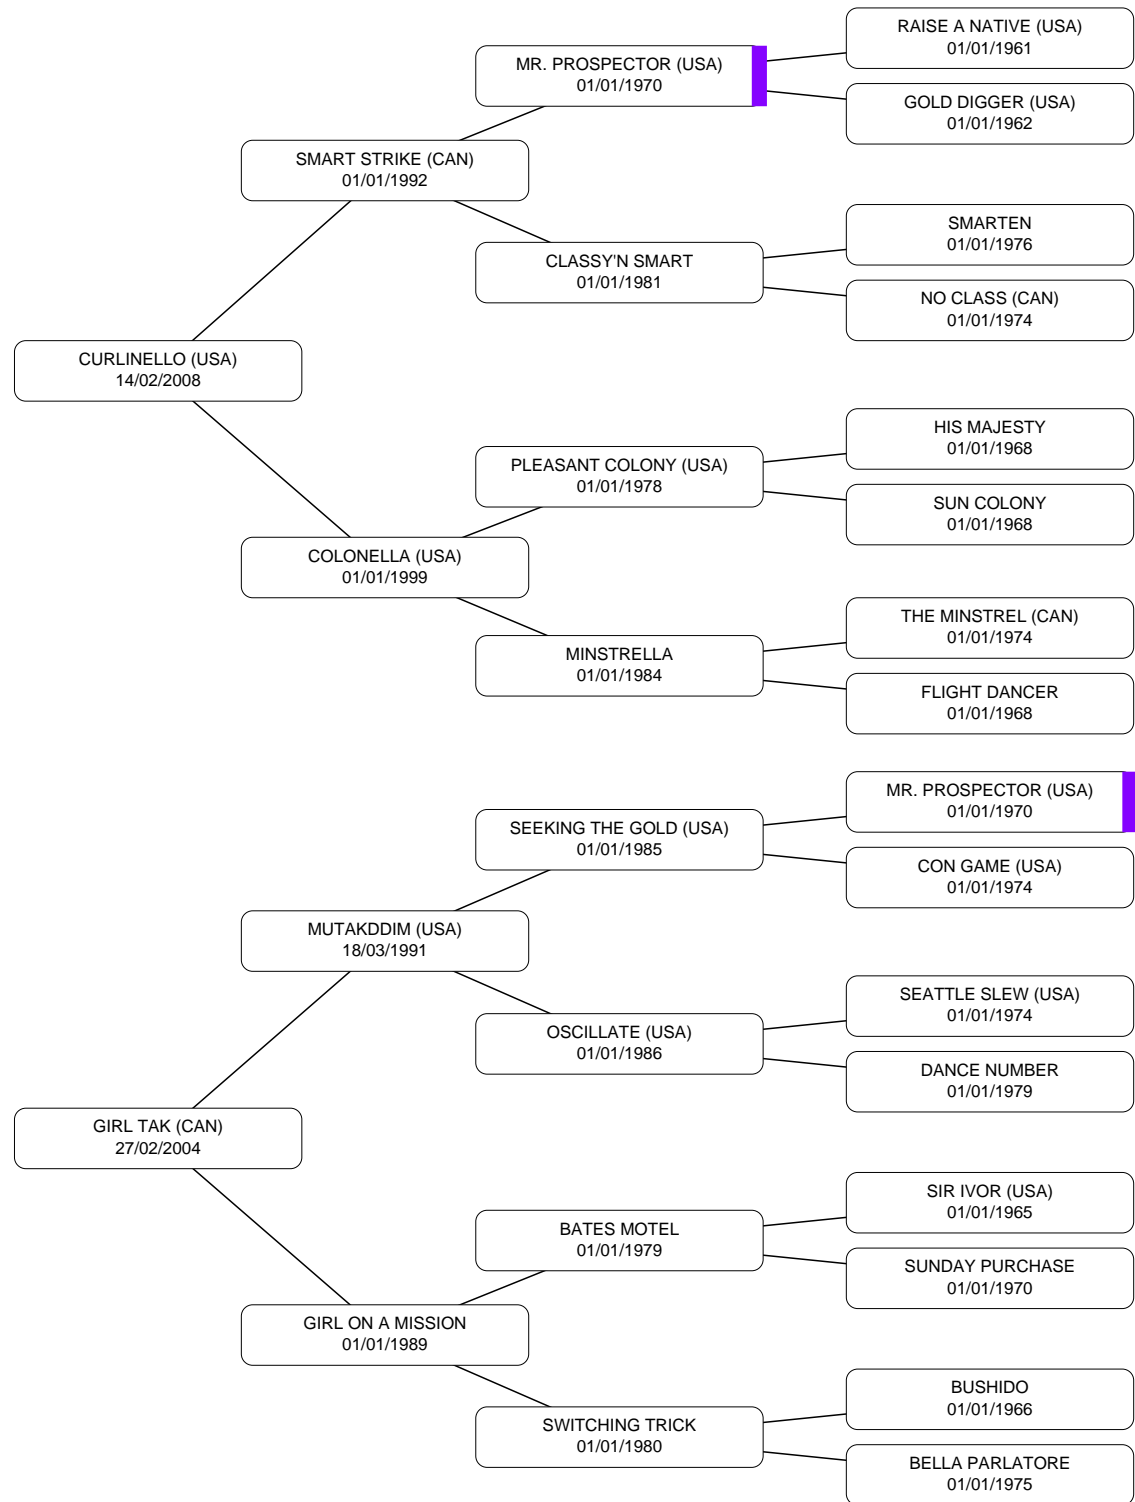 RAISE A NATIVE (USA)
01/01/1961
MR. PROSPECTOR (USA)
01/01/1970
GOLD DIGGER (USA)
01/01/1962
SMART STRIKE (CAN)
01/01/1992
SMARTEN
01/01/1976
CLASSY'N SMART
01/01/1981
NO CLASS (CAN)
01/01/1974
CURLINELLO (USA)
14/02/2008
HIS MAJESTY
01/01/1968
PLEASANT COLONY (USA)
01/01/1978
SUN COLONY
01/01/1968
COLONELLA (USA)
01/01/1999
THE MINSTREL (CAN)
01/01/1974
MINSTRELLA
01/01/1984
FLIGHT DANCER
01/01/1968
MR. PROSPECTOR (USA)
01/01/1970
SEEKING THE GOLD (USA)
01/01/1985
CON GAME (USA)
01/01/1974
MUTAKDDIM (USA)
18/03/1991
SEATTLE SLEW (USA)
01/01/1974
OSCILLATE (USA)
01/01/1986
DANCE NUMBER
01/01/1979
GIRL TAK (CAN)
27/02/2004
SIR IVOR (USA)
01/01/1965
BATES MOTEL
01/01/1979
SUNDAY PURCHASE
01/01/1970
GIRL ON A MISSION
01/01/1989
BUSHIDO
01/01/1966
SWITCHING TRICK
01/01/1980
BELLA PARLATORE
01/01/1975